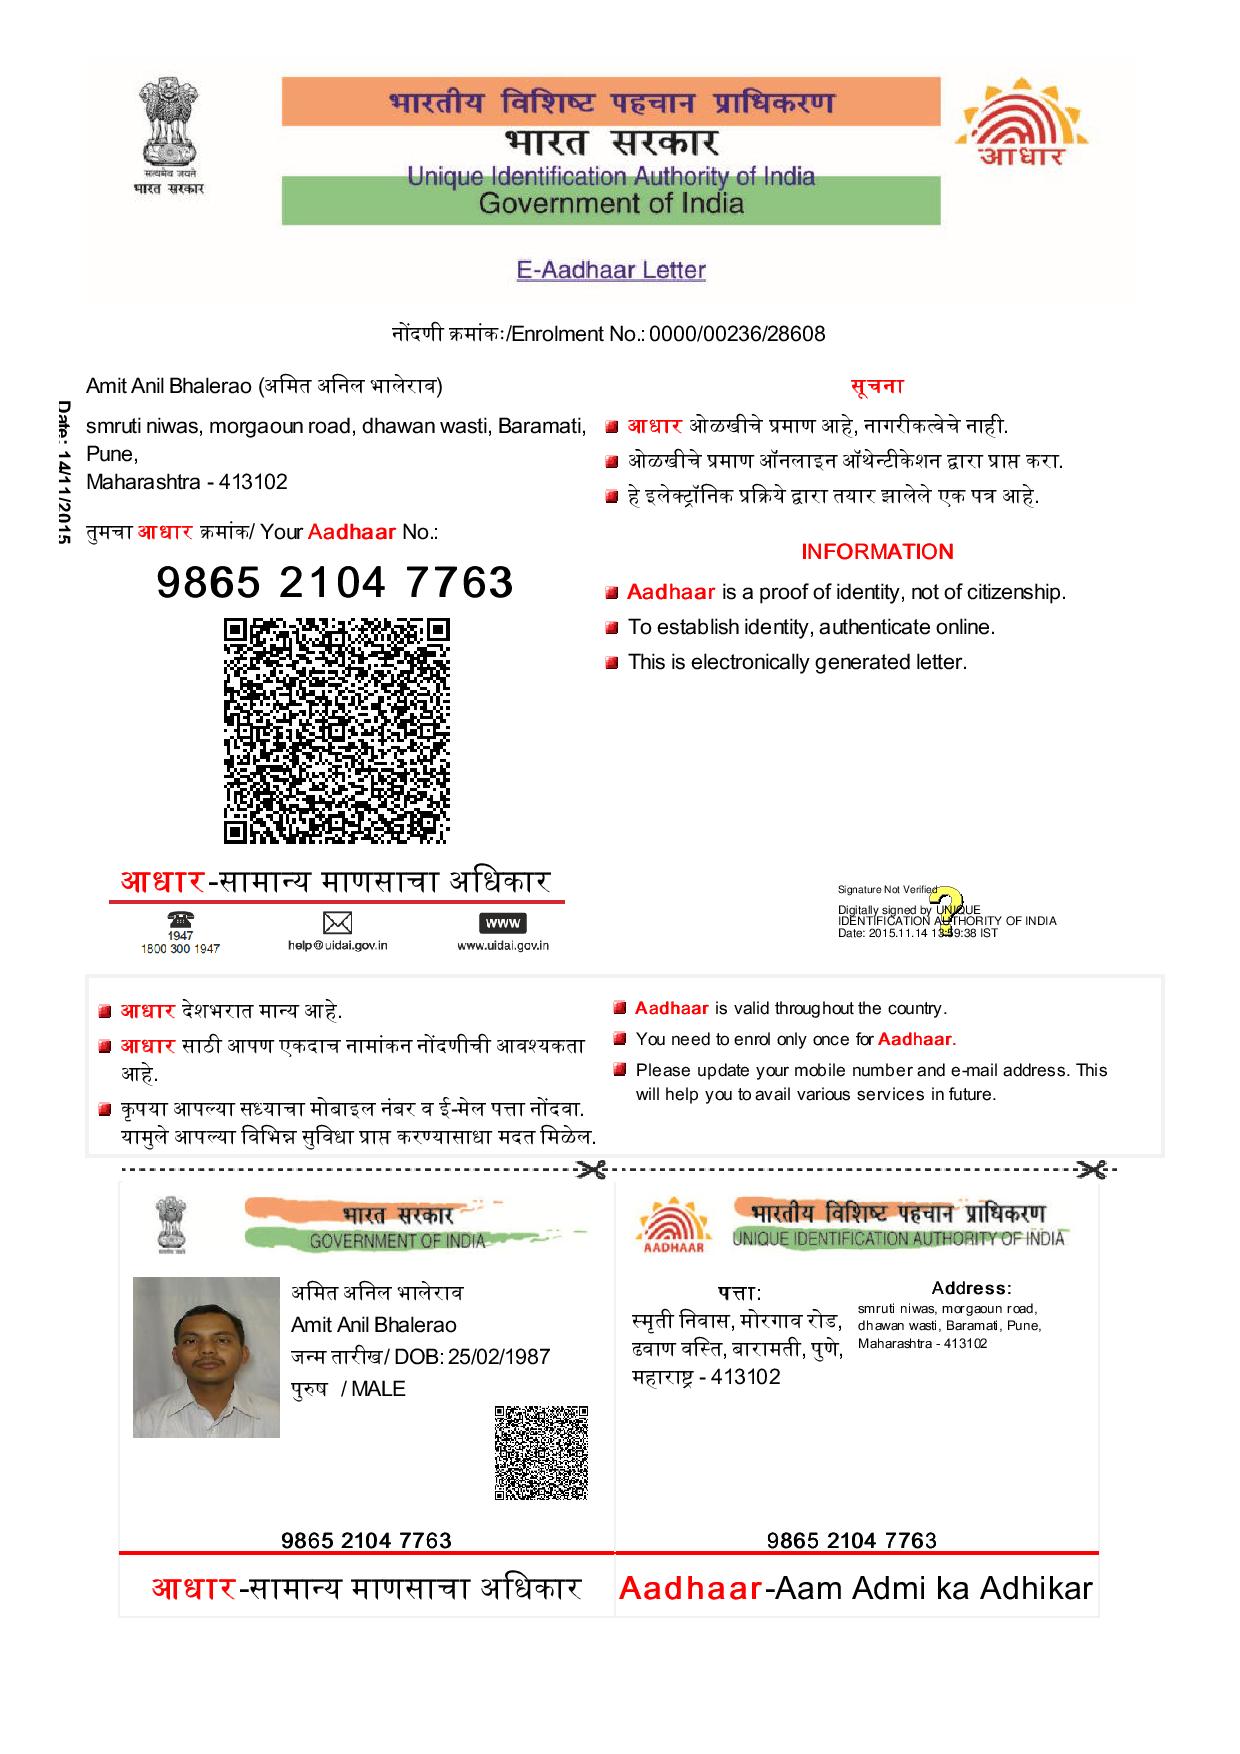 भारतीय विशिष्ट पहचान प्राधिकरण
भारत सरकार
Unique Identification Authority of India
Government of India
सत्यमेव जयते
भारत सरकार
आधार
E-Aadhaar Letter
नोंदणी क्रमांक:/Enrolment No.: 0000/00236/28608
Date: 14/11/2015
Amit Anil Bhalerao (अमित अनिल भालेराव)
smruti niwas, morgaoun road, dhawan wasti, Baramati,
Pune,
Maharashtra - 413102
तुमचा आधार क्रमांक/ Your Aadhaar No.:
9865 2104 7763
सूचना
आधार ओळखीचे प्रमाण आहे, नागरीकत्वेचे नाही.
ओळखीचे प्रमाण ऑनलाइन ऑथेन्टीकेशन द्वारा प्राप्त करा.
हे इलेक्ट्रॉनिक प्रक्रिये द्वारा तयार झालेले एक पत्र आहे.
INFORMATION
Aadhaar is a proof of identity, not of citizenship.
To establish identity, authenticate online.
This is electronically generated letter.
आधार-सामान्य माणसाचा अधिकार
1947
1800 300 1947
help@uidai.gov.in
www
www.uidai.gov.in
Signature Not Verified
Digitally signed by UNIQUE
IDENTIFICATION AUTHORITY OF INDIA
Date: 2015.11.14 13:59:38 IST
आधार देशभरात मान्य आहे.
आधार साठी आपण एकदाच नामांकन नोंदणीची आवश्यकता
आहे.
कृपया आपल्या सध्याचा मोबाइल नंबर व ई-मेल पत्ता नोंदवा.
यामुले आपल्या विभिन्न सुविधा प्राप्त करण्यासाधा मदत मिळेल.
Aadhaar is valid throughout the country.
You need to enrol only once for Aadhaar.
Please update your mobile number and e-mail address. This
will help you to avail various services in future.
भारत सरकार
GOVERNMENT OF INDIA
अमित अनिल भालेराव
Amit Anil Bhalerao
जन्म तारीख/ DOB: 25/02/1987
पुरुष / MALE
9865 2104 7763
आधार-सामान्य माणसाचा अधिकार
AADHAAR
भारतीय विशिष्ट पहचान प्राधिकरण
UNIQUE IDENTIFICATION AUTHORITY OF INDIA
पत्ता:
स्मृती निवास, मोरगाव रोड,
ढवाण वस्ति, बारामती, पुणे,
महाराष्ट्र - 413102
Address:
smruti niwas, morgaoun road,
dhawan wasti, Baramati, Pune,
Maharashtra - 413102
9865 2104 7763
Aadhaar-Aam Admi ka Adhikar